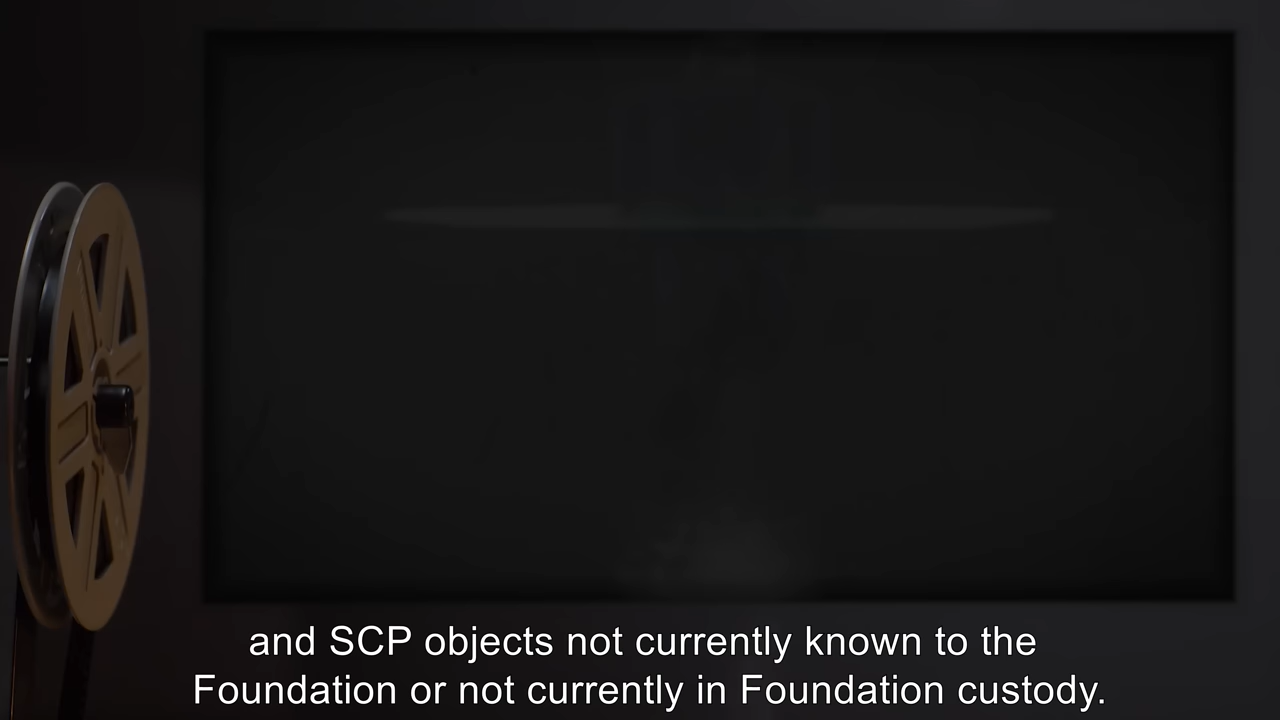 and SCP objects not currently known to the
Foundation or not currently in Foundation custody.